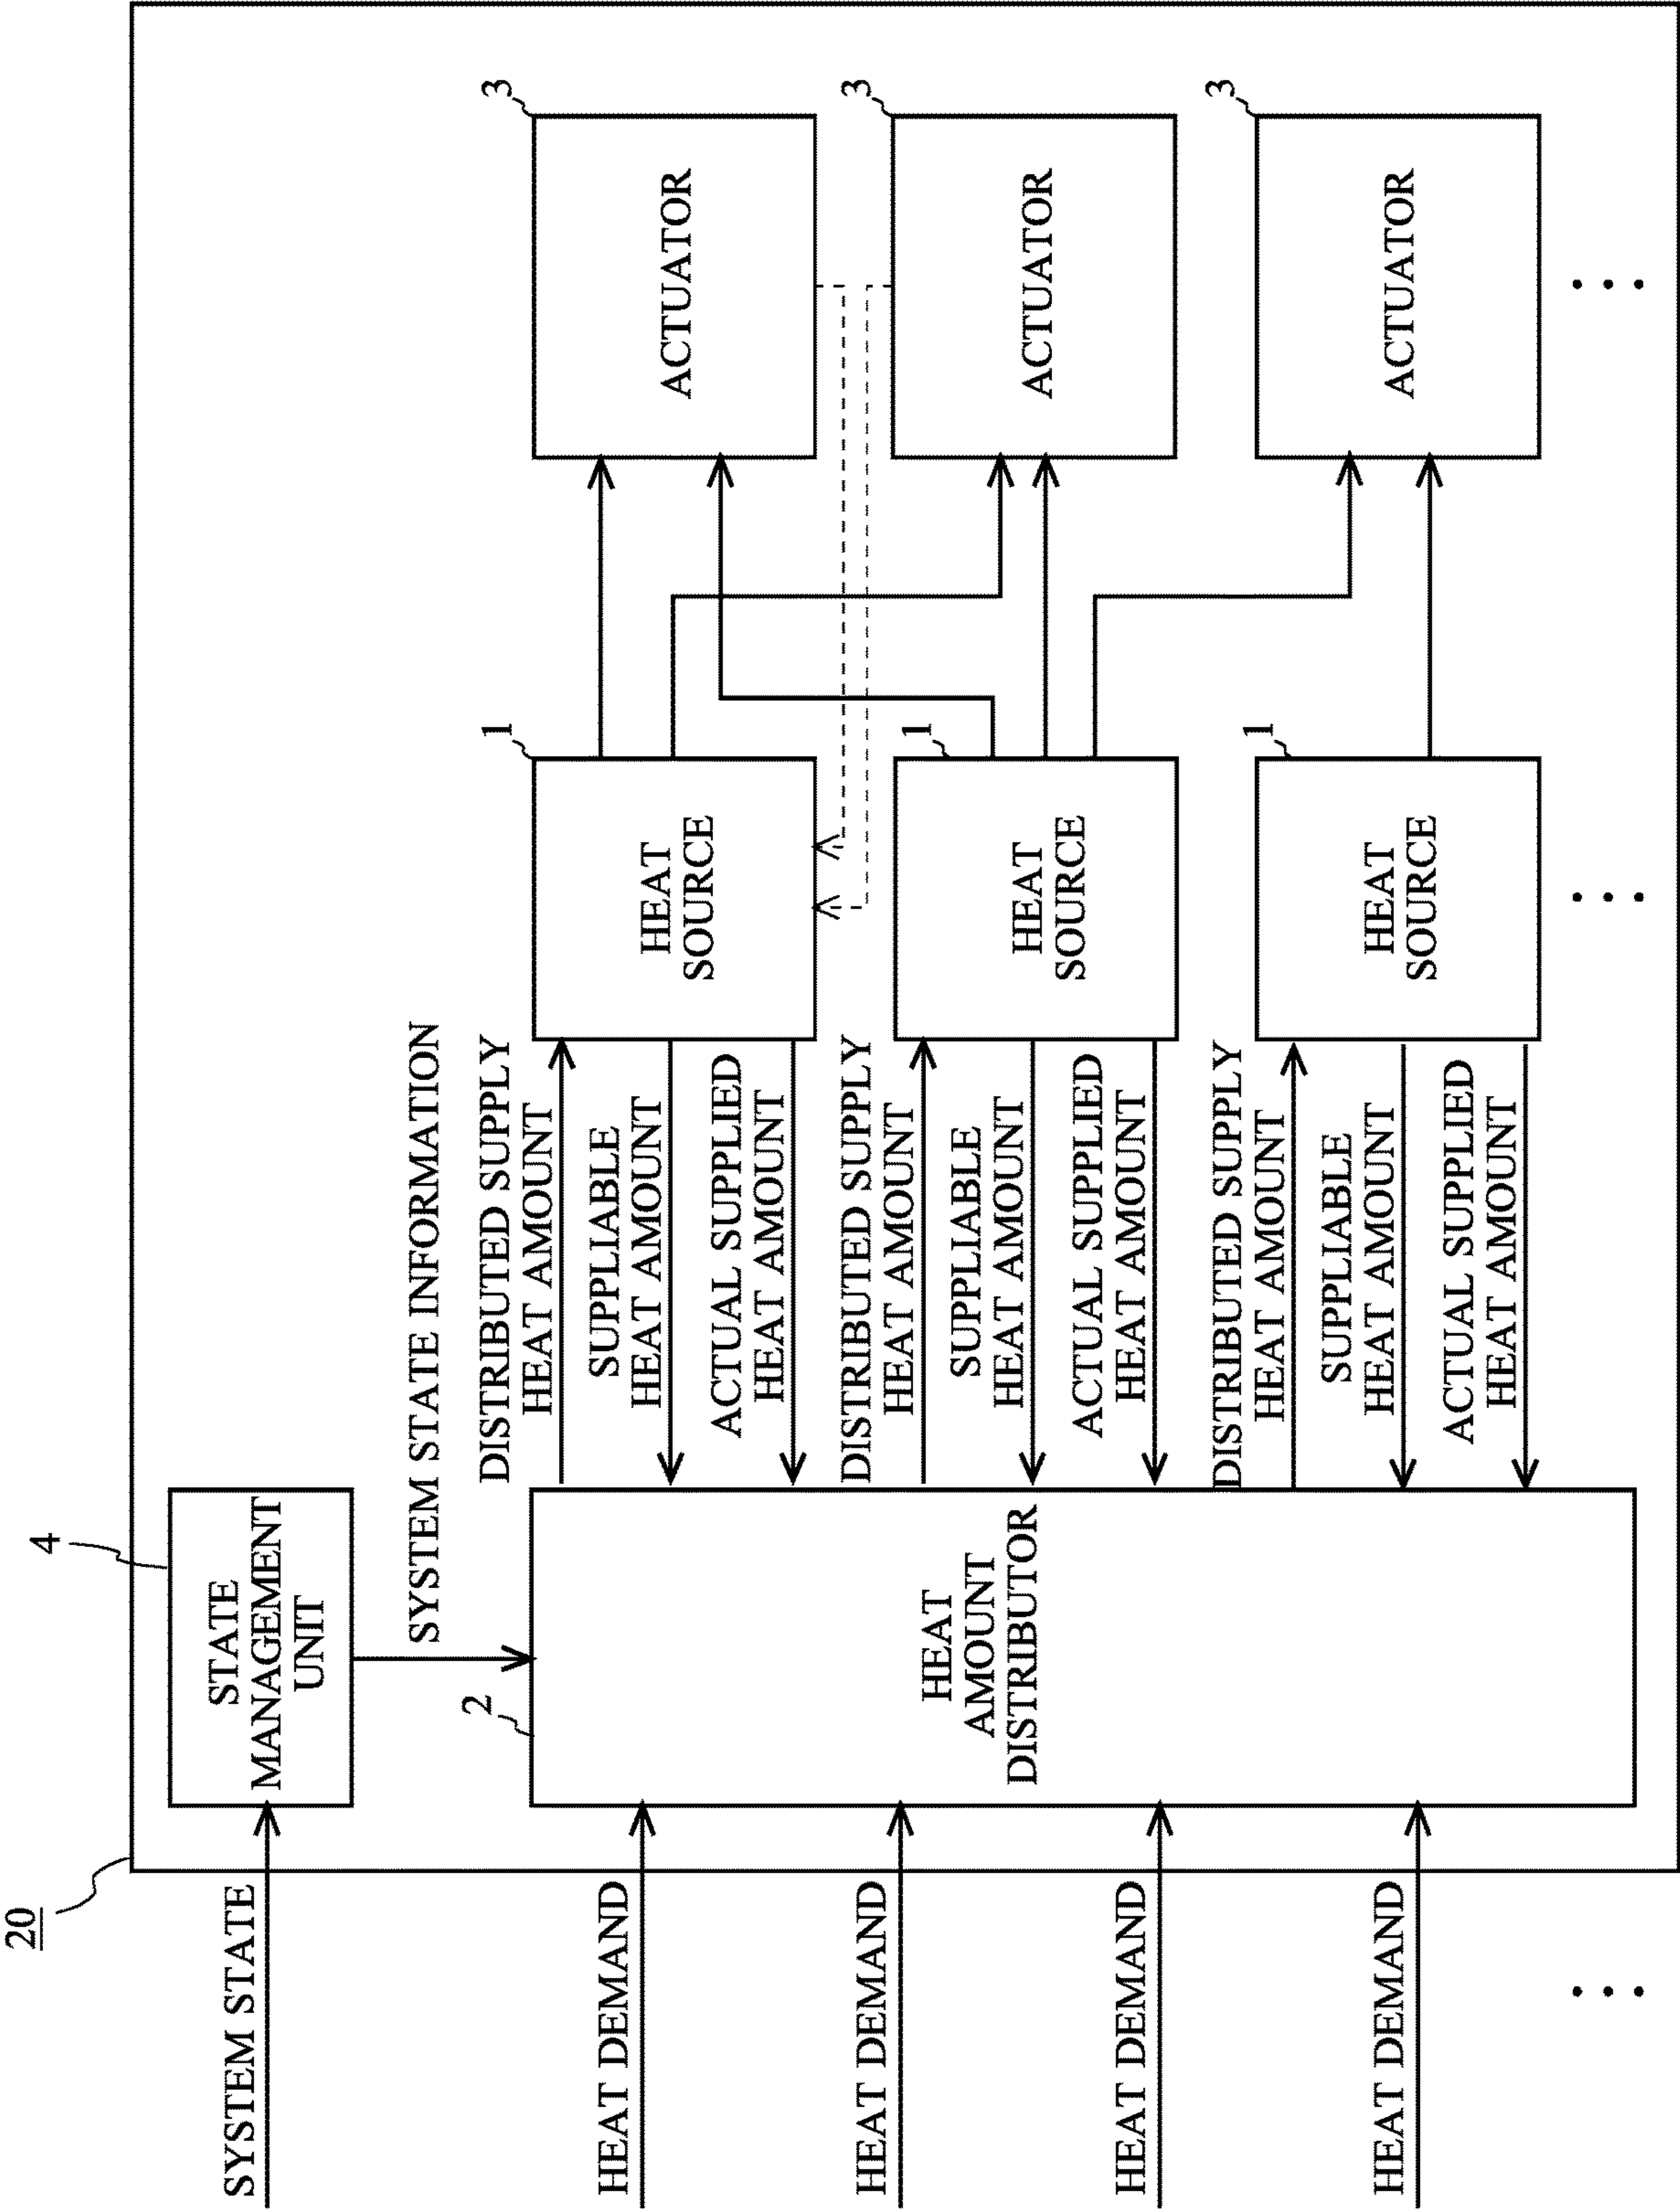 20
SYSTEM STATE
4
STATE
MANAGEMENT
UNIT
SYSTEM STATE INFORMATION
HEAT DEMAND
HEAT DEMAND
HEAT DEMAND
HEAT DEMAND
2
HEAT
AMOUNT
DISTRIBUTOR
DISTRIBUTED SUPPLY
HEAT AMOUNT
SUPPLIABLE
HEAT AMOUNT
ACTUAL SUPPLIED
HEAT AMOUNT
1
HEAT
SOURCE
3
ACTUATOR
DISTRIBUTED SUPPLY
HEAT AMOUNT
SUPPLIABLE
HEAT AMOUNT
ACTUAL SUPPLIED
HEAT AMOUNT
1
HEAT
SOURCE
3
ACTUATOR
DISTRIBUTED SUPPLY
HEAT AMOUNT
SUPPLIABLE
HEAT AMOUNT
ACTUAL SUPPLIED
HEAT AMOUNT
1
HEAT
SOURCE
3
ACTUATOR